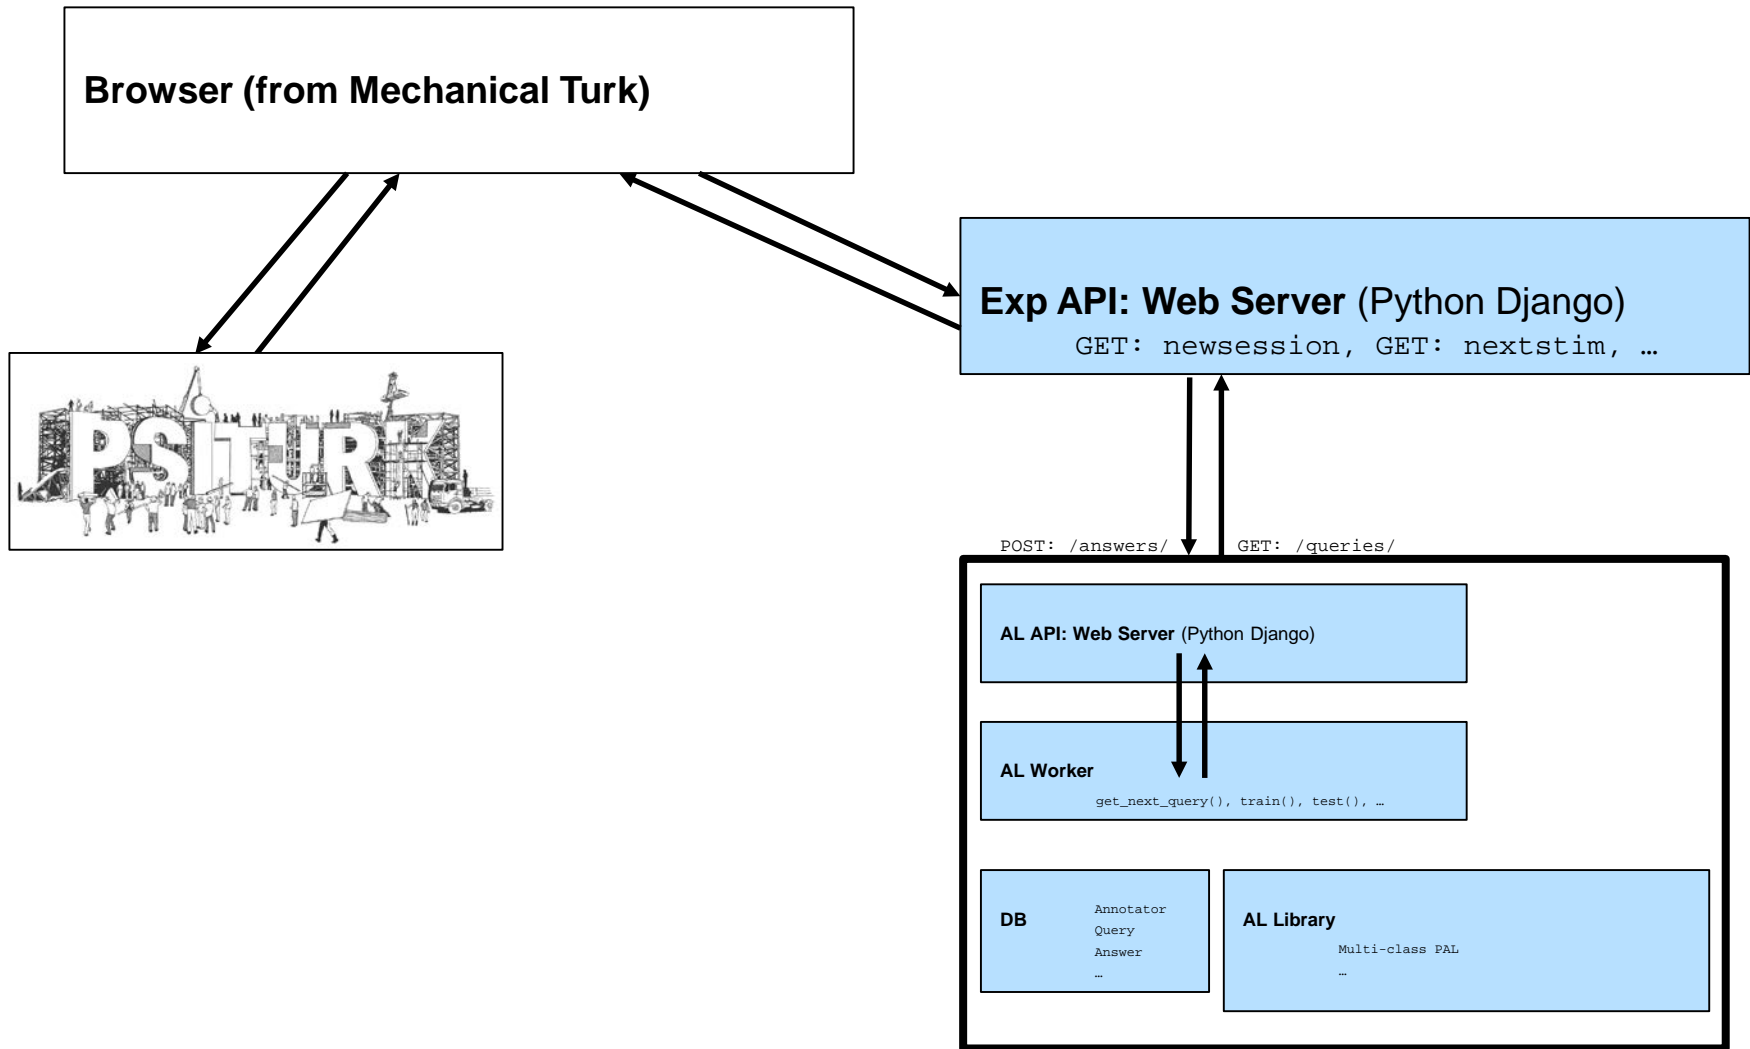 Browser (from Mechanical Turk)
Exp API: Web Server (Python Django)
GET: newsession, GET: nextstim, …
PSiTURK
POST: /answers/
GET: /queries/
AL API: Web Server (Python Django)
AL Worker
get_next_query(), train(), test(), …
DB
Annotator
Query
Answer
…
AL Library
Multi-class PAL
…